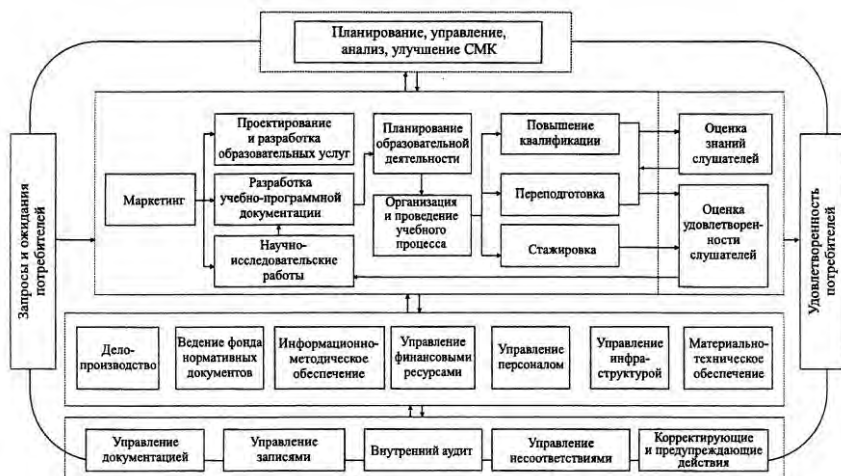 Планирование, управление,
анализ, улучшение СМК
Запросы и ожидания
потребителей
Маркетинг
Проектирование
и разработка
образовательных услуг
Разработка
учебно-программной
документации
Научно-
исследовательские
работы
Планирование
образовательной
деятельности
Организация
и проведение
учебного
процесса
Повышение
квалификации
Переподготовка
Стажировка
Оценка
знаний
слушателей
Оценка
удовлетворен-
ности
слушателей
Удовлетворенность
потребителей
Дело-
производство
Ведение фонда
нормативных
документов
Информационно-
методическое
обеспечение
Управление
финансовыми
ресурсами
Управление
персоналом
Управление
инфра-
структурой
Материально-
техническое
обеспечение
Управление
документацией
Управление
записями
Внутренний аудит
Управление
несоответствиями
Корректирующие
и предупреждающие
действия